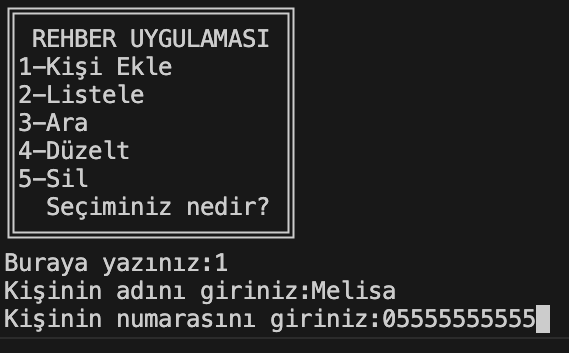 REHBER UYGULAMASI
1-Kişi Ekle
2-Listele
3-Ara
4-Düzelt
5-Sil
Seçiminiz nedir?
Buraya yazınız:1
Kişinin adını giriniz:Melisa
Kişinin numarasını giriniz:05555555555